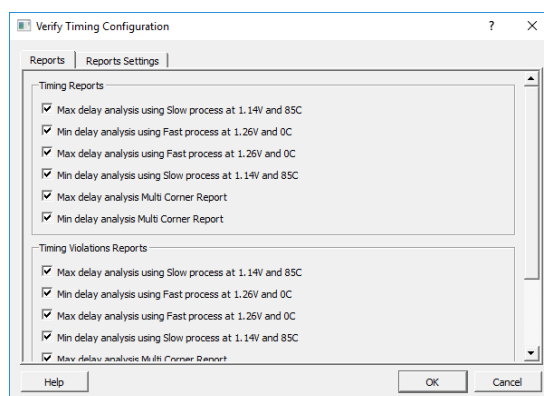 Verify Timing Configuration
Reports
Reports Settings
Timing Reports
Max delay analysis using Slow process at 1.14V and 85C
Min delay analysis using Fast process at 1.26V and 0C
Max delay analysis using Fast process at 1.26V and 0C
Min delay analysis using Slow process at 1.14V and 85C
Max delay analysis Multi Corner Report
Min delay analysis Multi Corner Report
Timing Violations Reports
Max delay analysis using Slow process at 1.14V and 85C
Min delay analysis using Fast process at 1.26V and 0C
Max delay analysis using Fast process at 1.26V and 0C
Min delay analysis using Slow process at 1.14V and 85C
Max delay analysis Multi Corner Report
Help
OK
Cancel